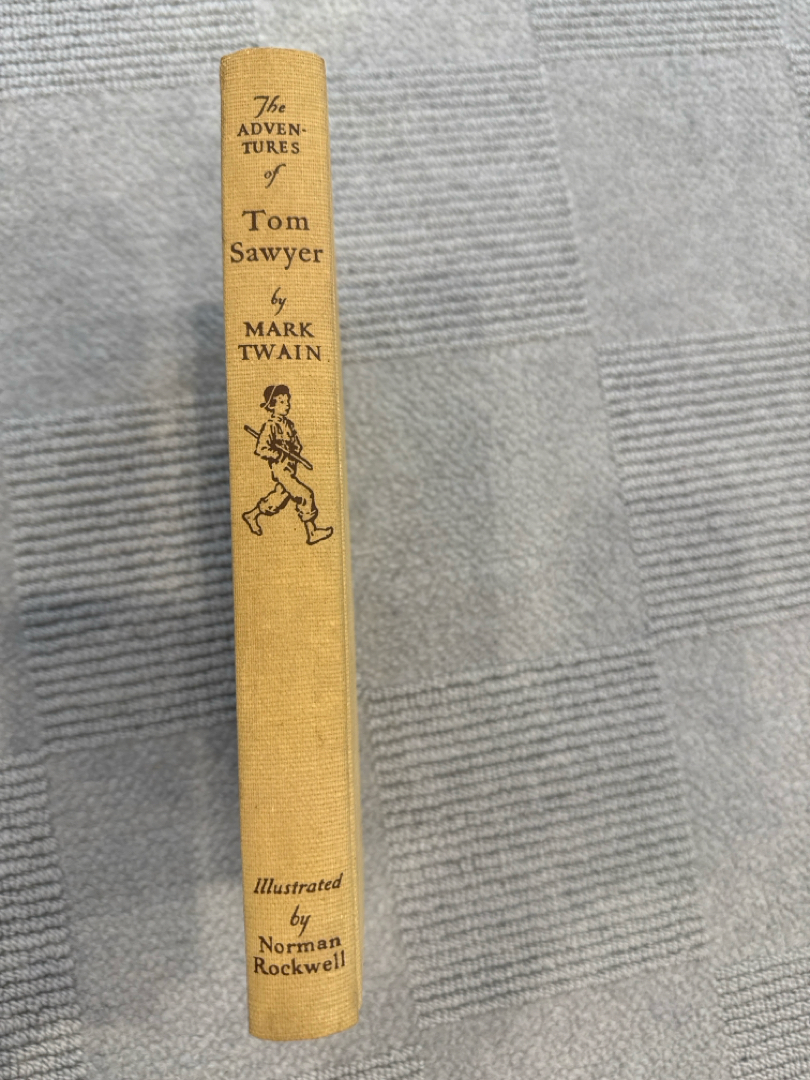 The
ADVEN-
TURES
of
Tom
Sawyer
by
MARK
TWAIN
Illustrated
by
Norman
Rockwell